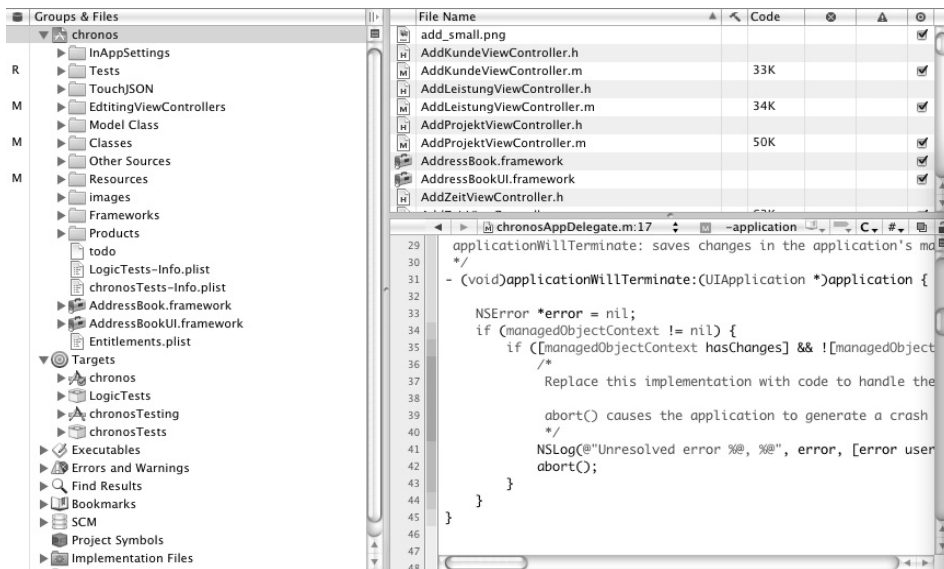 Groups & Files
chronos
InAppSettings
R Tests
TouchJSON
M EdtitingViewControllers
Model Class
M Classes
Other Sources
M Resources
images
Frameworks
Products
todo
LogicTests-Info.plist
chronosTests-Info.plist
AddressBook.framework
AddressBookUI.framework
Entitlements.plist
Targets
chronos
LogicTests
chronosTesting
chronosTests
Executables
Errors and Warnings
Find Results
Bookmarks
SCM
Project Symbols
Implementation Files
File Name Code
add_small.png
H AddKundeViewController.h
M AddKundeViewController.m 33K
H AddLeistungViewController.h
M AddLeistungViewController.m 34K
H AddProjektViewController.h
M AddProjektViewController.m 50K
AddressBook.framework
AddressBookUI.framework
H AddZeitViewController.h
chronosAppDelegate.m:17 M -application C #
29 applicationWillTerminate: saves changes in the application's ma
30 */
31 - (void)applicationWillTerminate:(UIApplication *)application {
32
33 NSError *error = nil;
34 if (managedObjectContext != nil) {
35 if ([managedObjectContext hasChanges] && ![managedObject
36 /*
37 Replace this implementation with code to handle the
38
39 abort() causes the application to generate a crash
40 */
41 NSLog(@"Unresolved error %@, %@", error, [error user
42 abort();
43 }
44 }
45 }
46
47
48